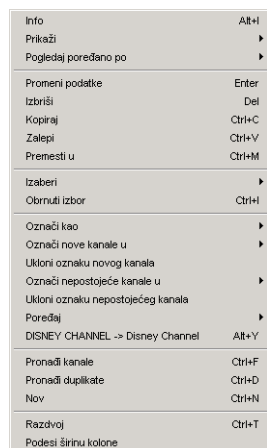 Info Alt+I
Prikaži
Pogledaj poređano po
Promeni podatke Enter
Izbriši Del
Kopiraj Ctrl+C
Zalepi Ctrl+V
Premesti u Ctrl+M
Izaberi
Obrnuti izbor Ctrl+I
Označi kao
Označi nove kanale u
Ukloni oznaku novog kanala
Označi nepostojeće kanale u
Ukloni oznaku nepostojećeg kanala
Poređaj
DISNEY CHANNEL -> Disney Channel Alt+Y
Pronađi kanale Ctrl+F
Pronađi duplikate Ctrl+D
Nov Ctrl+N
Razdvoj Ctrl+T
Podesi širinu kolone